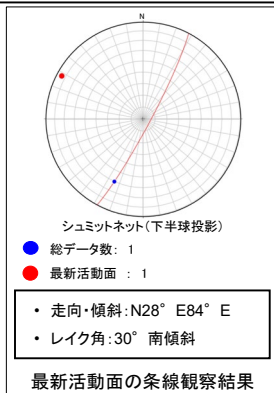 N
シュミットネット(下半球投影)
総データ数: 1
最新活動面 : 1
• 走向・傾斜:N28° E84° E
• レイク角:30° 南傾斜
最新活動面の条線観察結果